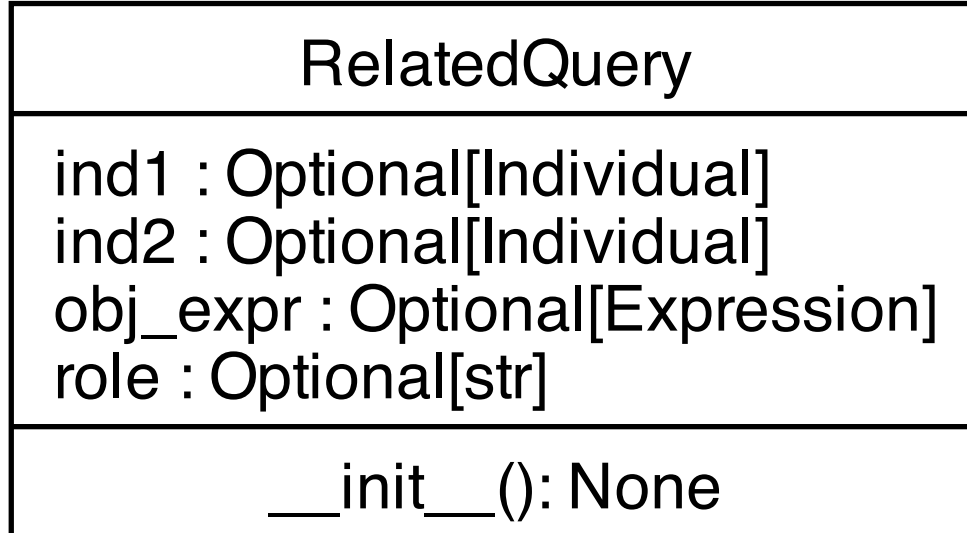 RelatedQuery
ind1 : Optional[Individual]
ind2 : Optional[Individual]
obj_expr : Optional[Expression]
role : Optional[str]
__init__(): None